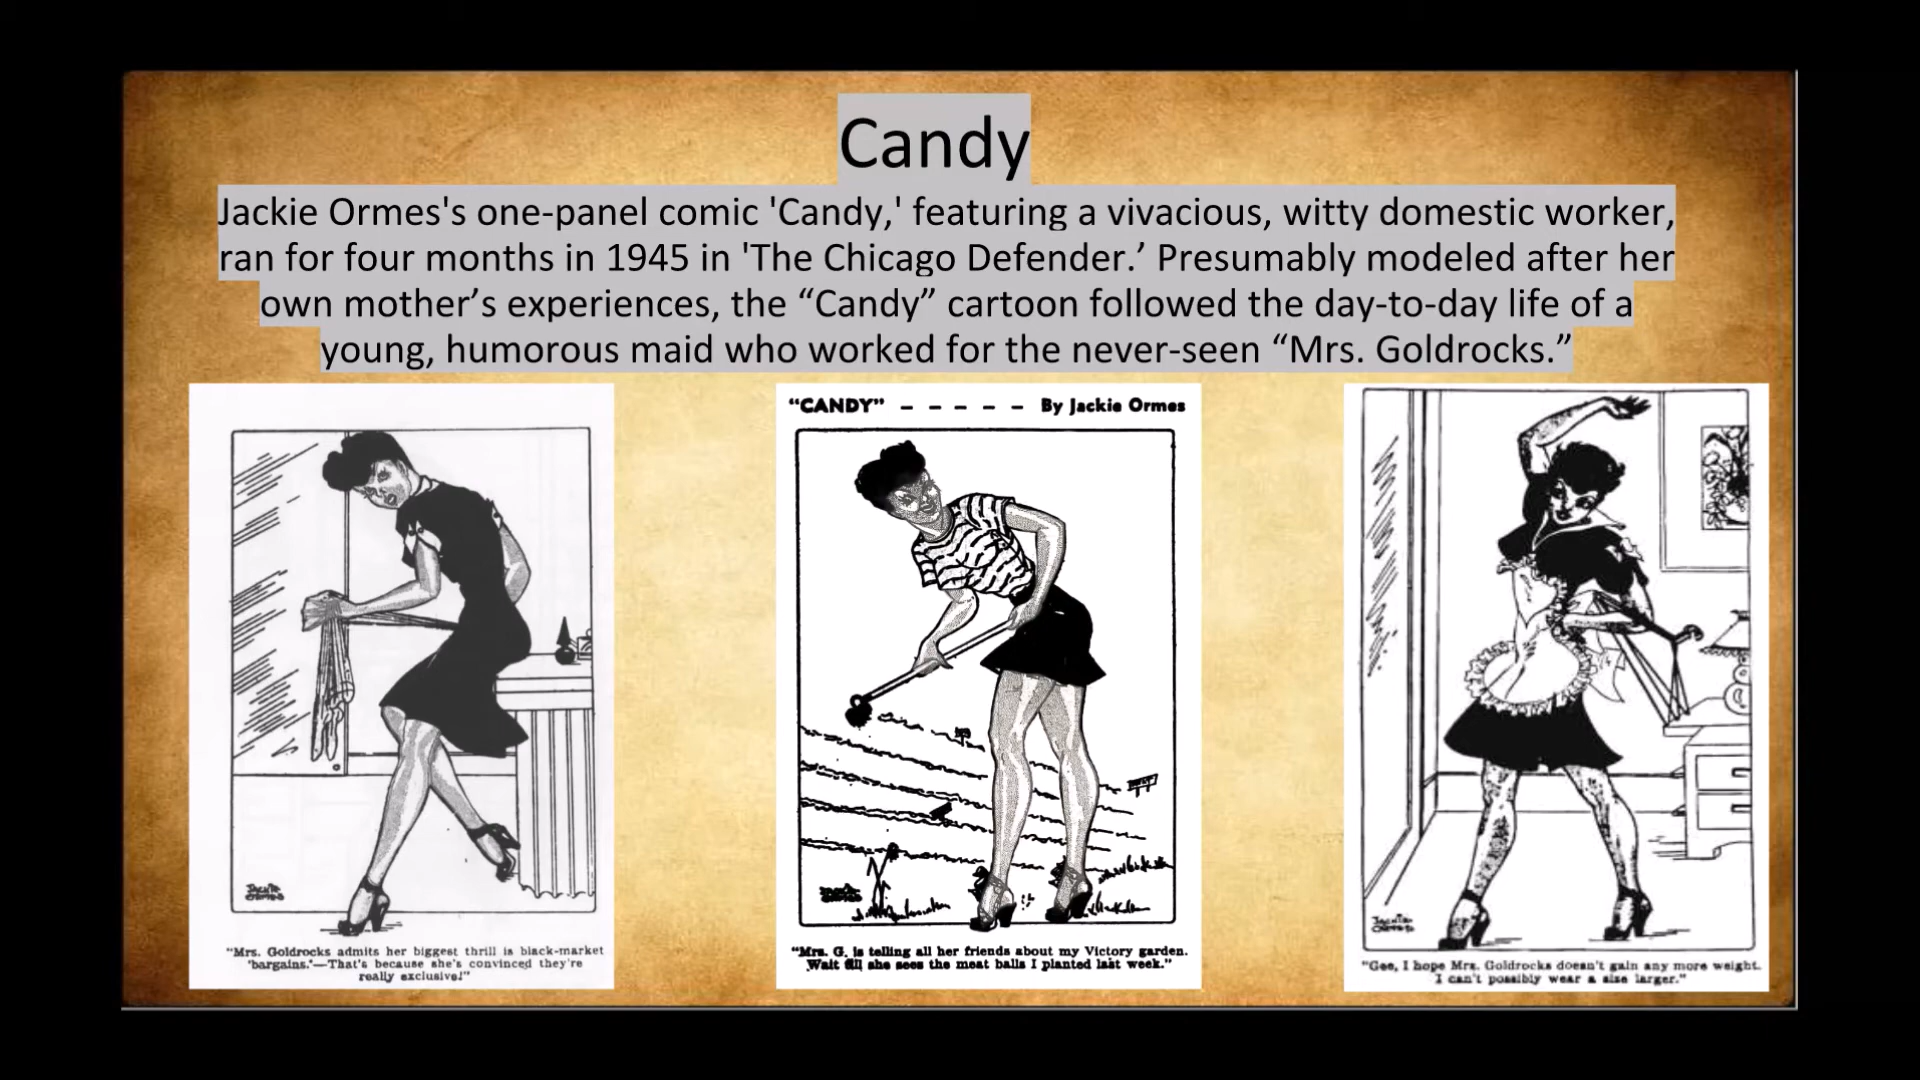 Candy
Jackie Ormes's one-panel comic 'Candy,' featuring a vivacious, witty domestic worker,
ran for four months in 1945 in 'The Chicago Defender.’ Presumably modeled after her
own mother’s experiences, the “Candy” cartoon followed the day-to-day life of a
young, humorous maid who worked for the never-seen “Mrs. Goldrocks.”
JACKIE
ORMES
"Mrs. Goldrocks admits her biggest thrill is black-market
'bargains.'—That's because she's convinced they're
really exclusive!"
“CANDY” – – – – – By Jackie Ormes
"Mrs. G. is telling all her friends about my Victory garden.
Wait till she sees the meat balls I planted last week."
JACKIE
ORMES
"Gee, I hope Mrs. Goldrocks doesn't gain any more weight.
I can't possibly wear a size larger."